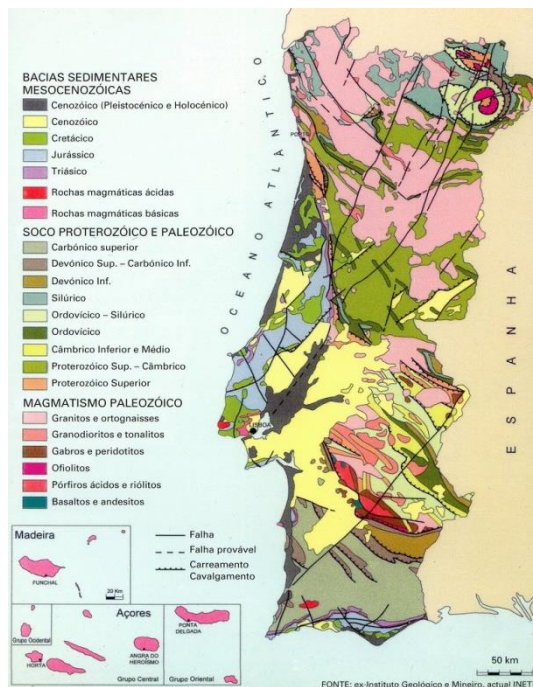 BACIAS SEDIMENTARES
MESOCENOZÓICAS
Cenozóico (Pleistocénico e Holocénico)
Cenozóico
Cretácico
Jurássico
Triásico
Rochas magmáticas ácidas
Rochas magmáticas básicas
SOCO PROTEROZÓICO E PALEOZÓICO
Carbónico superior
Devónico Sup. – Carbónico Inf.
Devónico Inf.
Silúrico
Ordovícico – Silúrico
Ordovícico
Câmbrico Inferior e Médio
Proterozóico Sup. – Câmbrico
Proterozóico Superior
MAGMATISMO PALEOZÓICO
Granitos e ortognaisses
Granodioritos e tonalitos
Gabros e peridotitos
Ofiolitos
Pórfiros ácidos e riólitos
Basaltos e andesitos
OCEANO ATLÂNTICO
ESPANHA
LISBOA
Falha
Falha provável
Carreamento
Cavalgamento
Madeira
FUNCHAL
20 Km
Açores
Grupo Ocidental
HORTA
ANGRA DO
HEROÍSMO
Grupo Central
PONTA
DELGADA
Grupo Oriental
50 km
FONTE: ex-Instituto Geológico e Mineiro, actual INETI